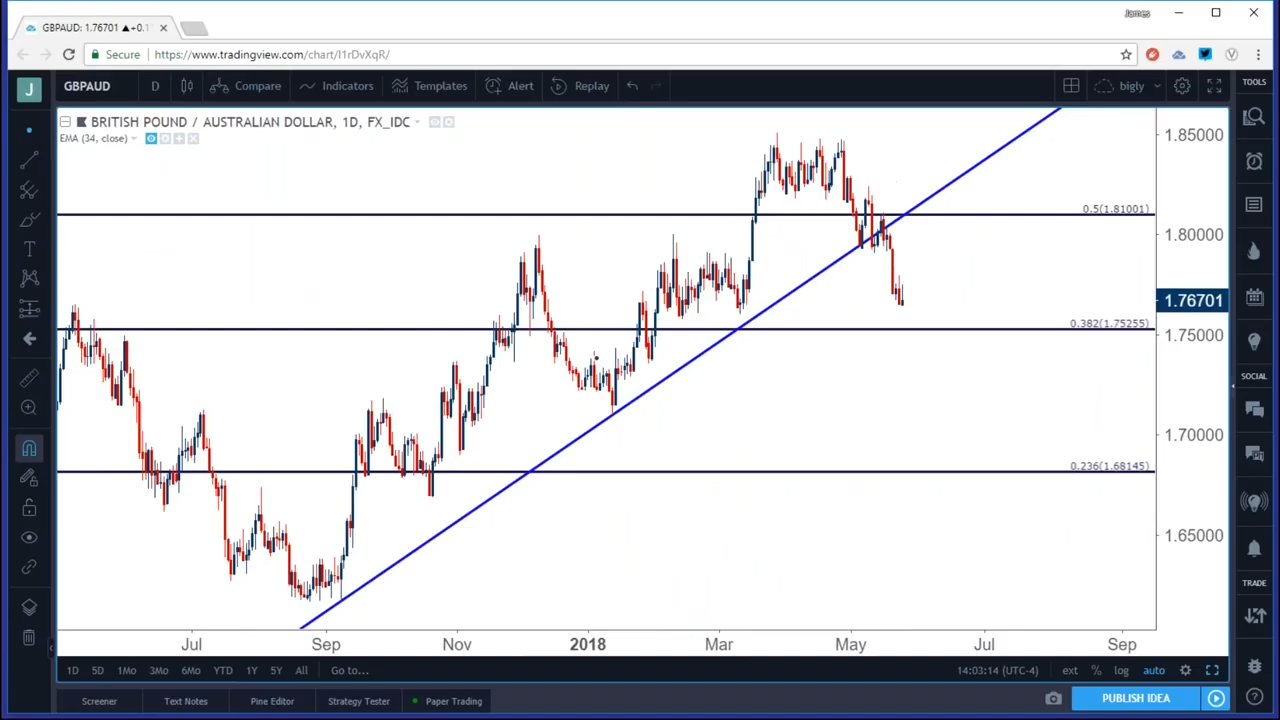 James
GBPAUD: 1.76701 ▲+0.1
Secure https://www.tradingview.com/chart/I1rDvXqR/
J GBPAUD D Compare Indicators Templates Alert Replay bigly TOOLS
BRITISH POUND / AUSTRALIAN DOLLAR, 1D, FX_IDC
EMA (34, close)
1.85000
0.5(1.81001)
1.80000
1.76701
0.382(1.75255)
1.75000
SOCIAL
1.70000
0.236(1.68145)
1.65000
TRADE
Jul Sep Nov 2018 Mar May Jul Sep
1D 5D 1Mo 3Mo 6Mo YTD 1Y 5Y All Go to... 14:03:14 (UTC-4) ext % log auto
Screener Text Notes Pine Editor Strategy Tester Paper Trading PUBLISH IDEA